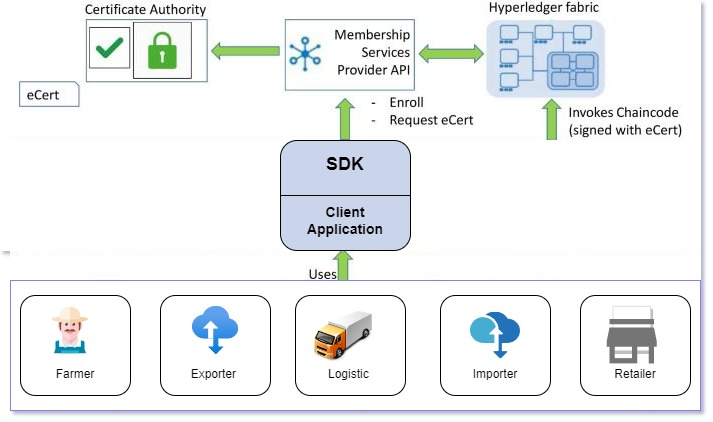 Certificate Authority
Hyperledger fabric
Membership
Services
Provider API
eCert
- Enroll
- Request eCert
Invokes Chaincode
(signed with eCert)
SDK
Client
Application
Uses
Farmer
Exporter
Logistic
Importer
Retailer